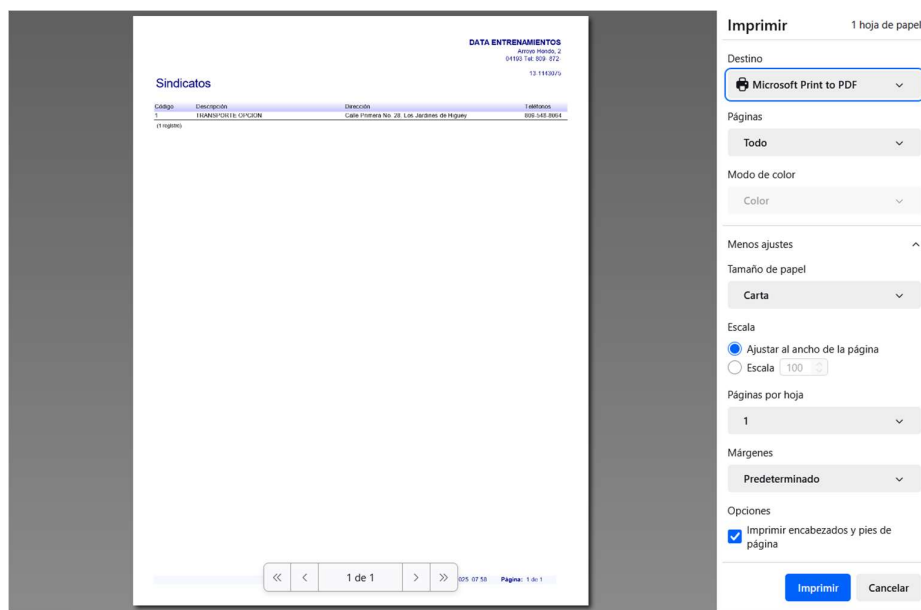 DATA ENTRENAMIENTOS
Arroyo Hondo, 2
04193 Tel: 809- 872-
13-1143075
Sindicatos
Código Descripción Dirección Teléfonos
1 TRANSPORTE OPCION Calle Primera No. 28, Los Jardines de Higuey 809-548-8064
(1 registro)
« < 1 de 1 > »
025 07:58 Página: 1 de 1
Imprimir 1 hoja de papel
Destino
Microsoft Print to PDF
Páginas
Todo
Modo de color
Color
Menos ajustes
Tamaño de papel
Carta
Escala
Ajustar al ancho de la página
Escala 100
Páginas por hoja
1
Márgenes
Predeterminado
Opciones
Imprimir encabezados y pies de
página
Imprimir Cancelar